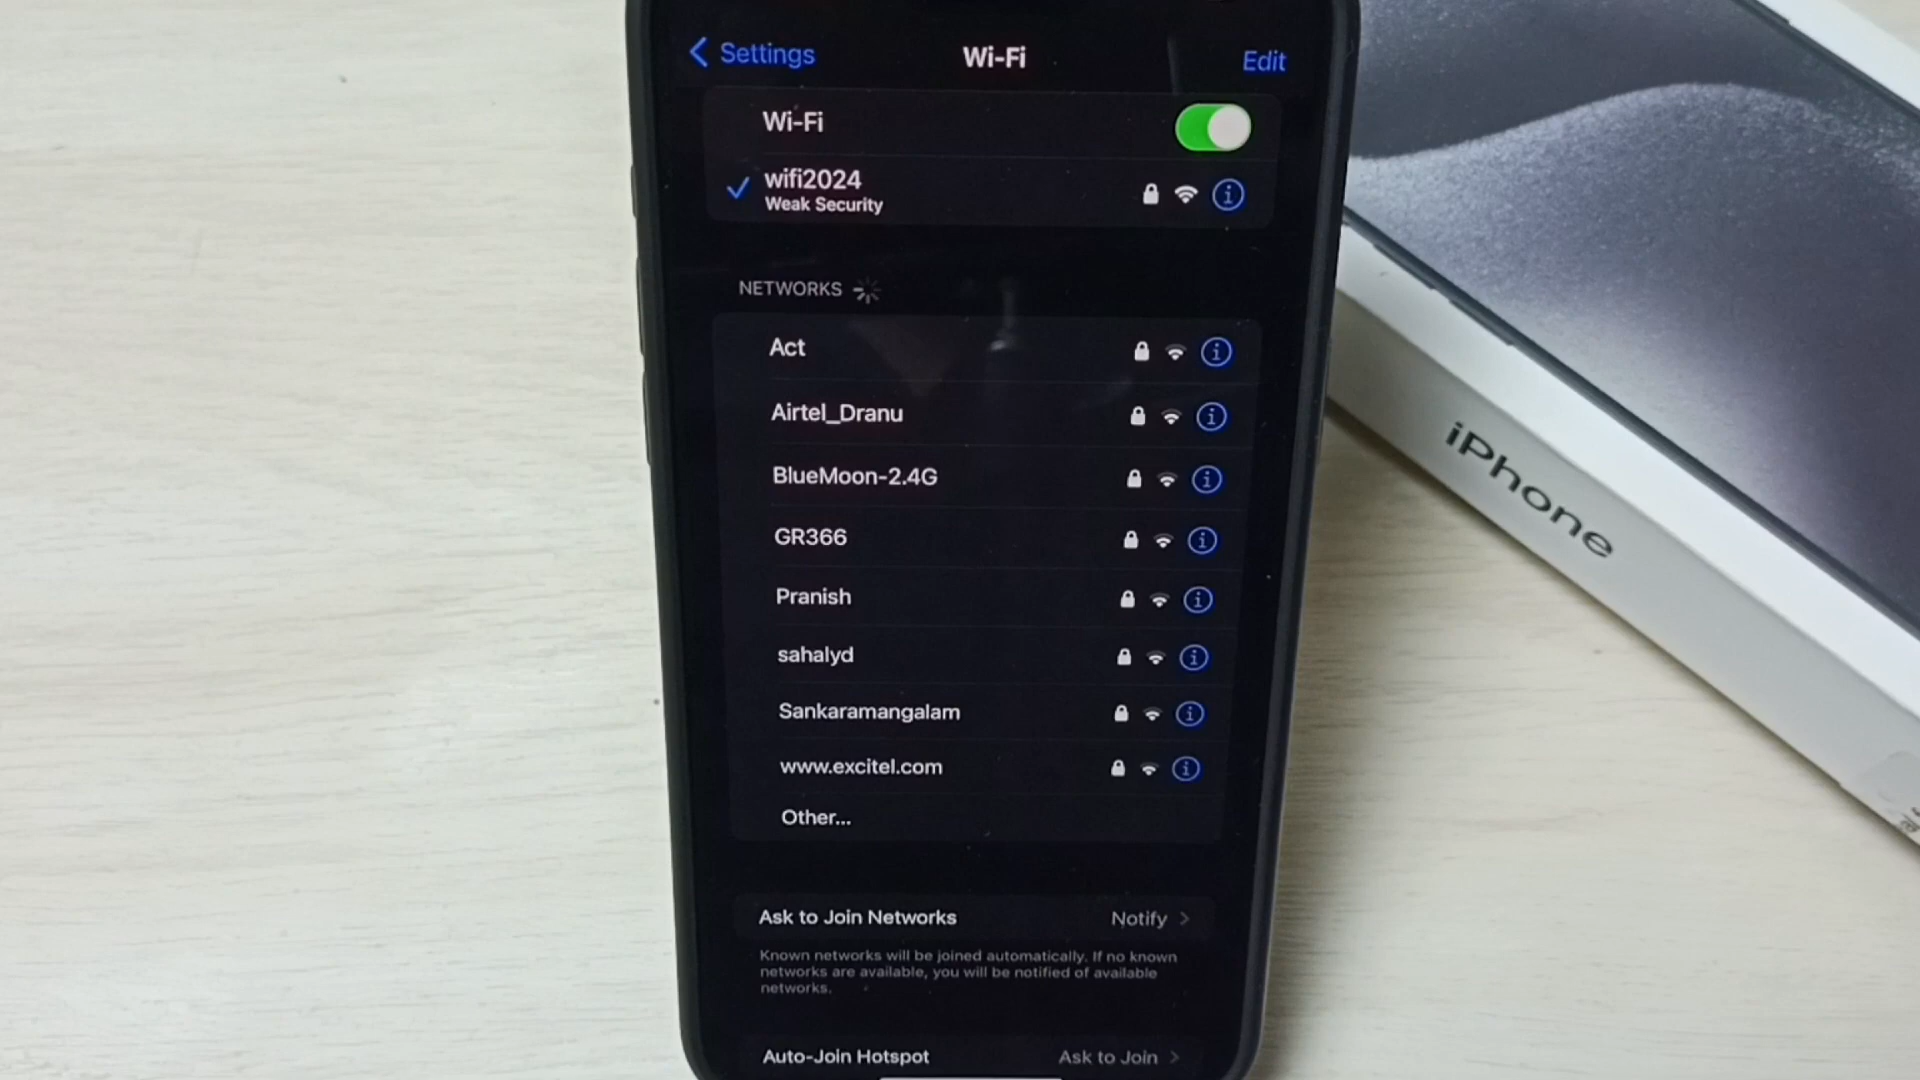 Settings
Wi-Fi
Edit
Wi-Fi
wifi2024
Weak Security
NETWORKS
Act
Airtel_Dranu
BlueMoon-2.4G
GR366
Pranish
sahalyd
Sankaramangalam
www.excitel.com
Other...
Ask to Join Networks Notify
Known networks will be joined automatically. If no known
networks are available, you will be notified of available
networks.
Auto-Join Hotspot Ask to Join
iPhone